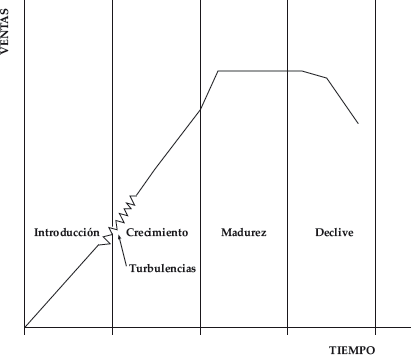 VENTAS
Introducción
Crecimiento
Madurez
Declive
Turbulencias
TIEMPO